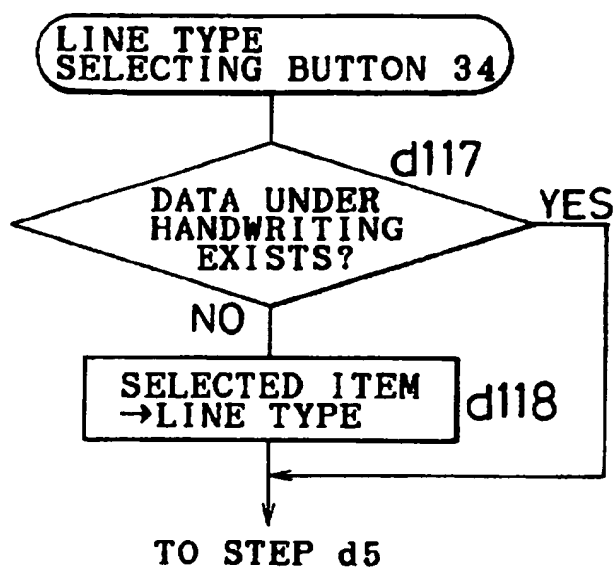 LINE TYPE
SELECTING BUTTON 34
d117
DATA UNDER
HANDWRITING
EXISTS?
YES
NO
SELECTED ITEM
→LINE TYPE
d118
TO STEP d5